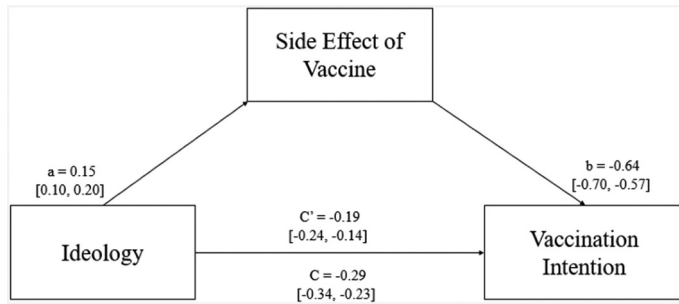 Side Effect of
Vaccine
a = 0.15
[0.10, 0.20]
b = -0.64
[-0.70, -0.57]
Ideology
C’ = -0.19
[-0.24, -0.14]
C = -0.29
[-0.34, -0.23]
Vaccination
Intention